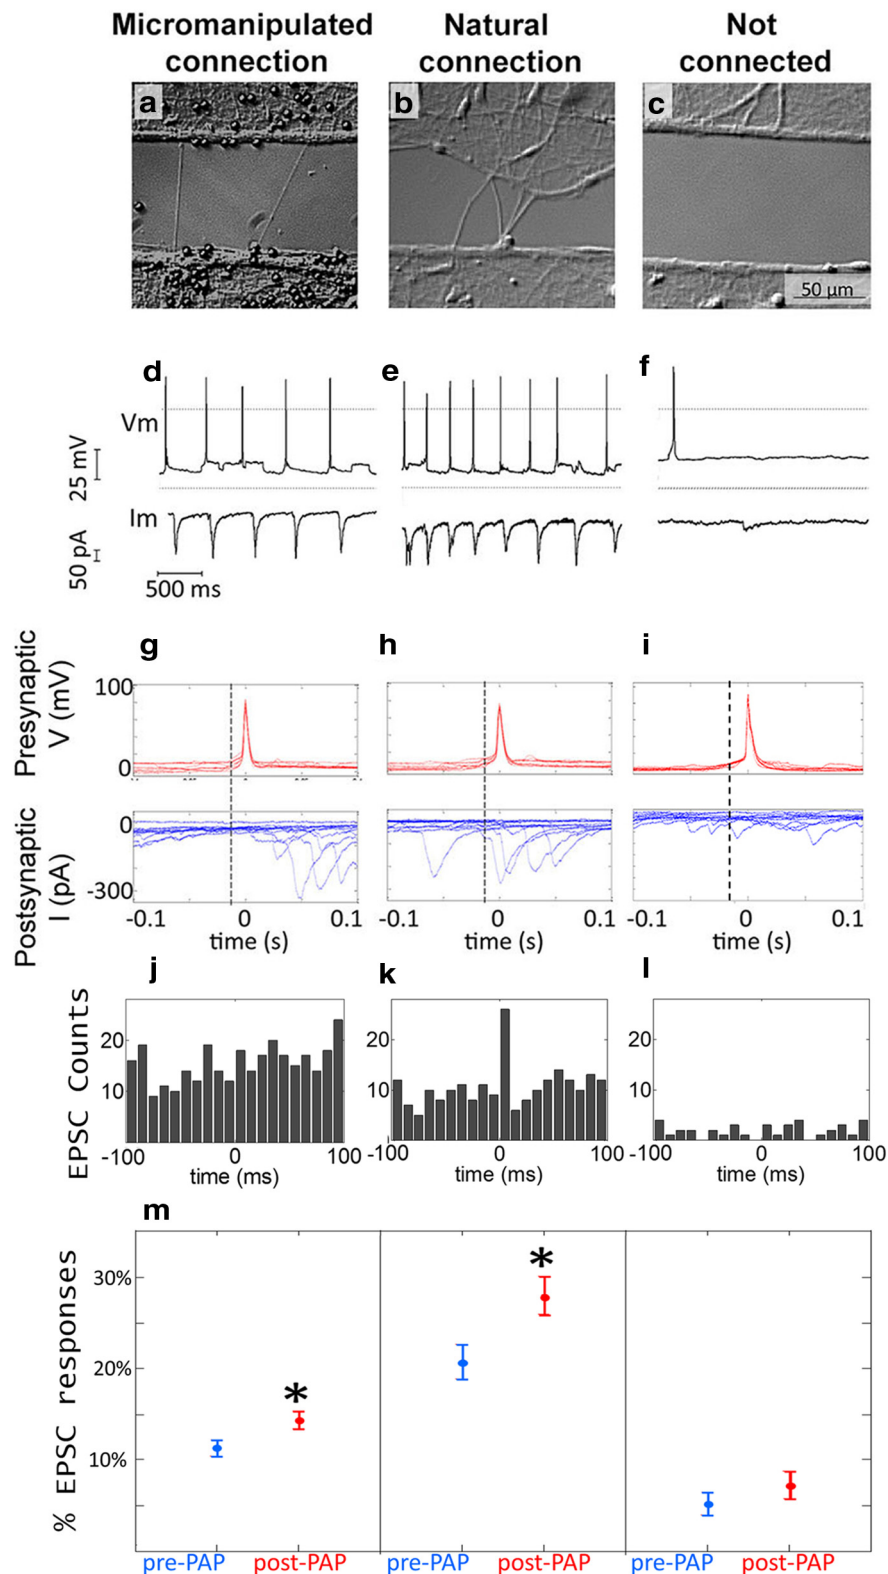 Micromanipulated connection
Natural connection
Not connected
a
b
c
50 µm
d
e
f
Vm
25 mV
Im
50 pA
500 ms
g
h
i
Presynaptic V (mV)
100
0
Postsynaptic I (pA)
0
-300
-0.1 0 0.1
-0.1 0 0.1
-0.1 0 0.1
time (s)
time (s)
time (s)
j
k
l
EPSC Counts
20
10
20
10
20
10
-100 0 100
-100 0 100
-100 0 100
time (ms)
time (ms)
time (ms)
m
% EPSC responses
30%
20%
10%
*
*
pre-PAP post-PAP
pre-PAP post-PAP
pre-PAP post-PAP